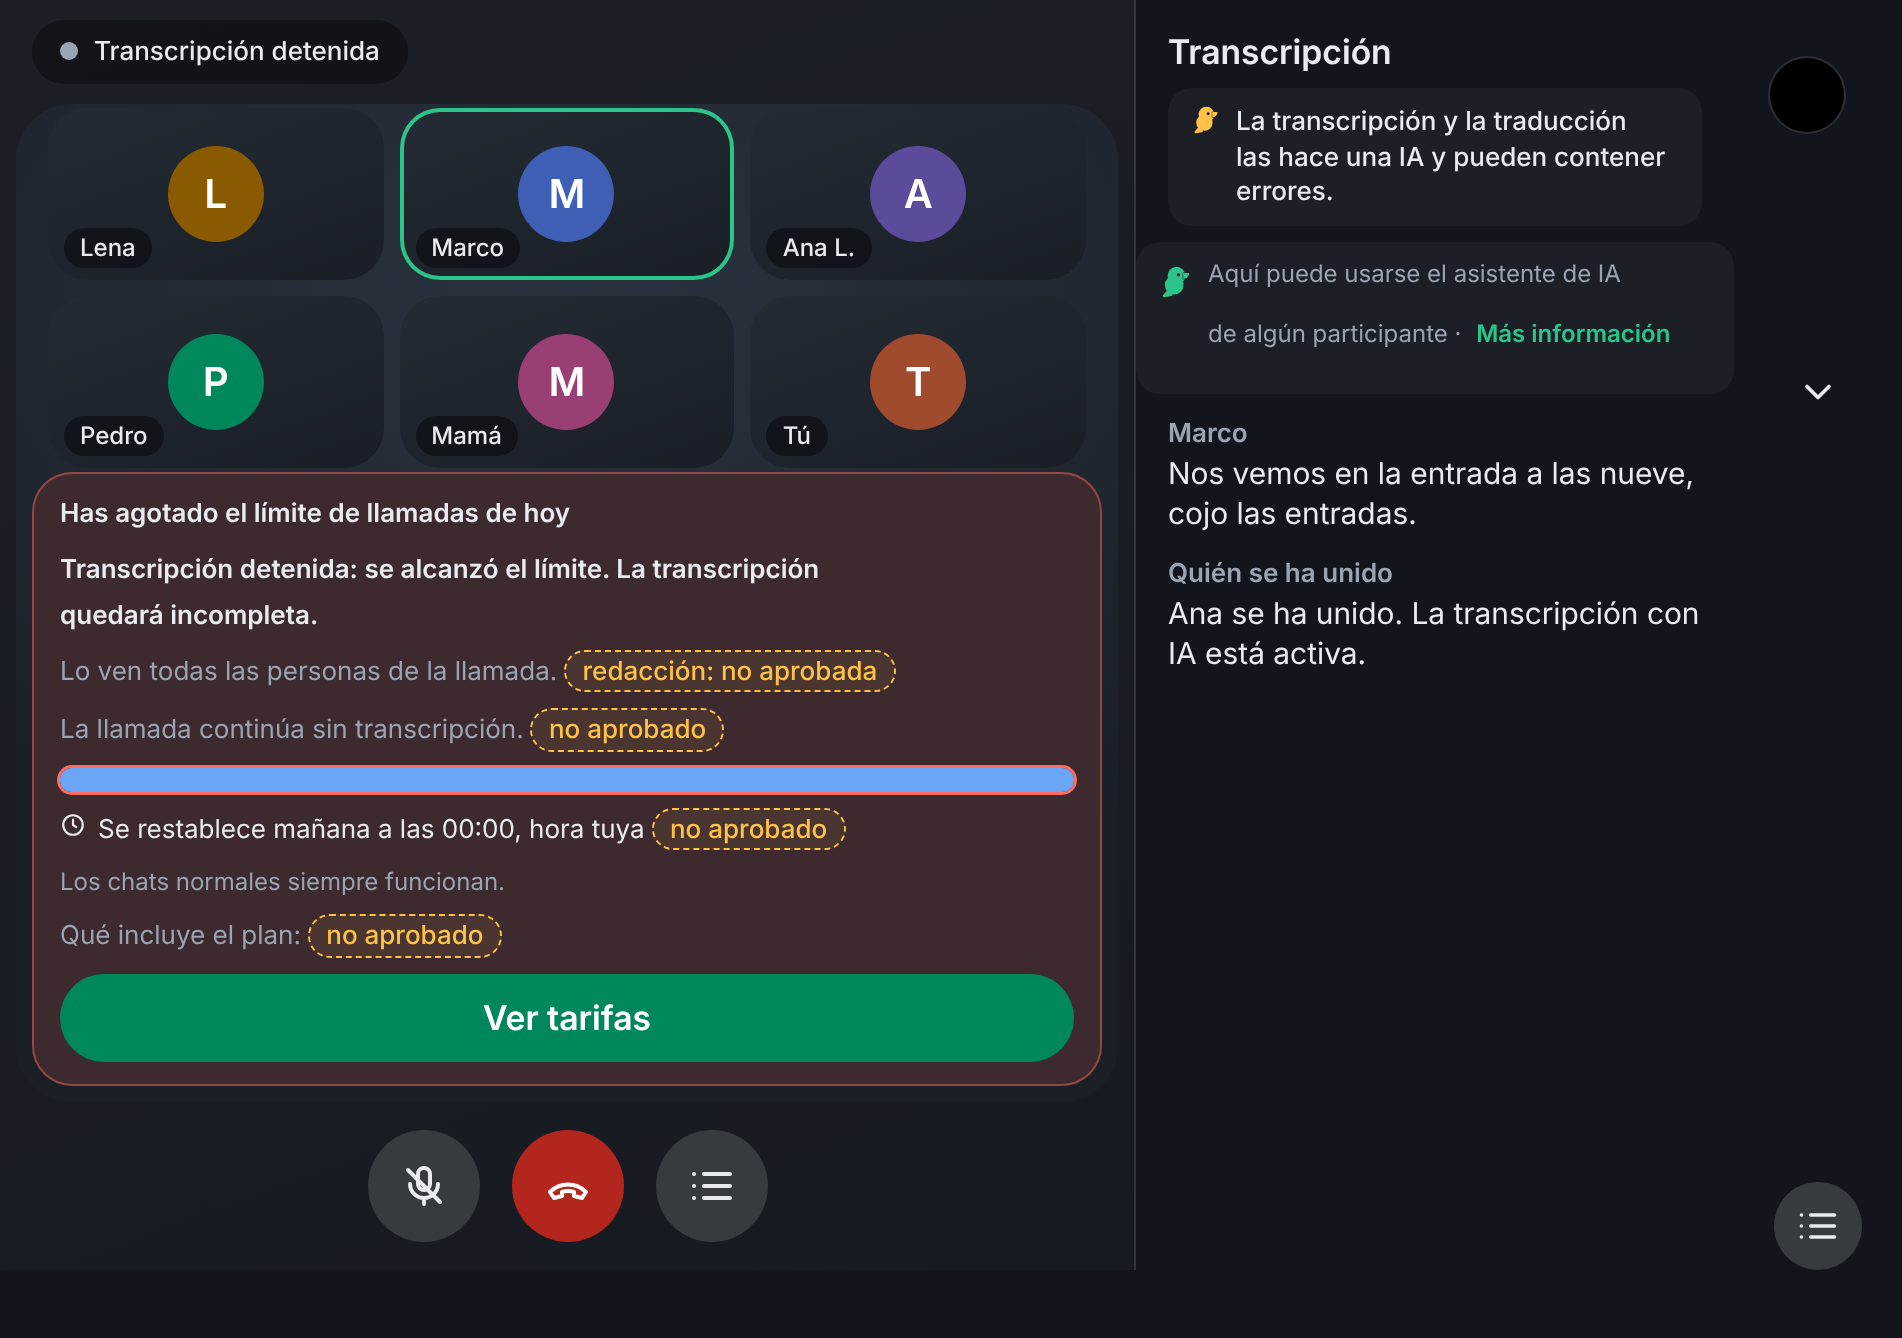 Transcripción detenida
L
Lena
M
Marco
A
Ana L.
P
Pedro
M
Mamá
T
Tú
Has agotado el límite de llamadas de hoy
Transcripción detenida: se alcanzó el límite. La transcripción
quedará incompleta.
Lo ven todas las personas de la llamada. redacción: no aprobada
La llamada continúa sin transcripción. no aprobado
Se restablece mañana a las 00:00, hora tuya no aprobado
Los chats normales siempre funcionan.
Qué incluye el plan: no aprobado
Ver tarifas
Transcripción
La transcripción y la traducción
las hace una IA y pueden contener
errores.
Aquí puede usarse el asistente de IA
de algún participante · Más información
Marco
Nos vemos en la entrada a las nueve,
cojo las entradas.
Quién se ha unido
Ana se ha unido. La transcripción con
IA está activa.